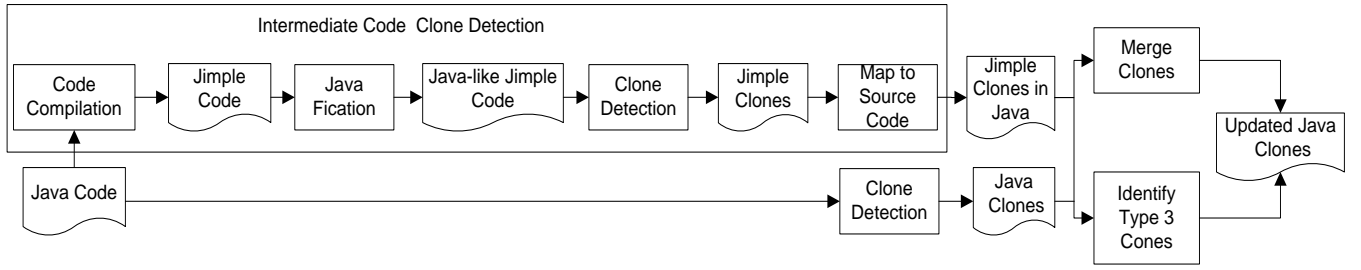 Intermediate Code Clone Detection
Code
Compilation
Jimple
Code
Java
Fication
Java-like Jimple
Code
Clone
Detection
Jimple
Clones
Map to
Source
Code
Jimple
Clones in
Java
Merge
Clones
Updated Java
Clones
Java Code
Clone
Detection
Java
Clones
Identify
Type 3
Cones